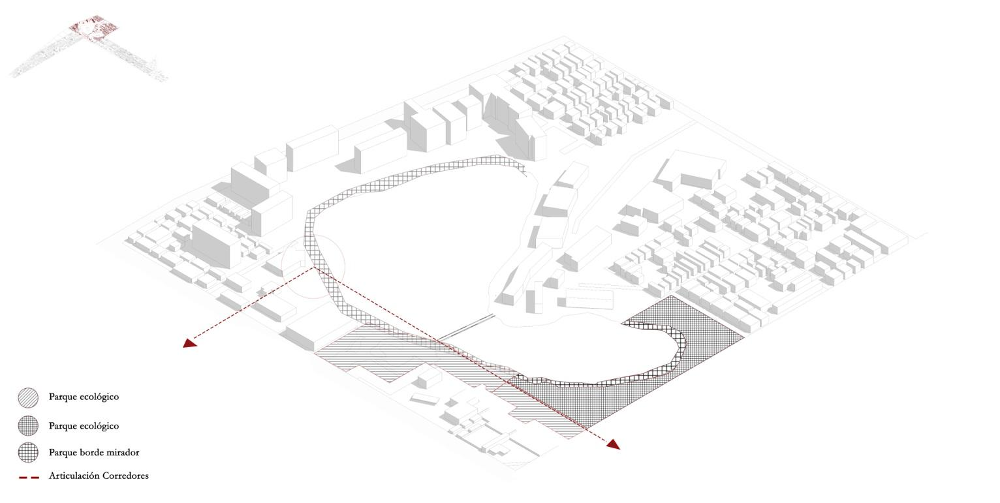 Parque ecológico
Parque ecológico
Parque borde mirador
Articulación Corredores